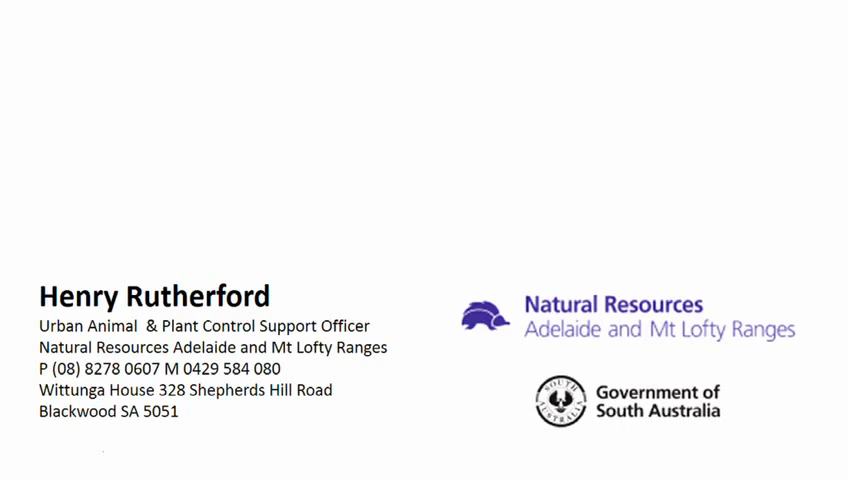 Henry Rutherford
Urban Animal & Plant Control Support Officer
Natural Resources Adelaide and Mt Lofty Ranges
P (08) 8278 0607 M 0429 584 080
Wittunga House 328 Shepherds Hill Road
Blackwood SA 5051
Natural Resources
Adelaide and Mt Lofty Ranges
SOUTH AUSTRALIA
Government of
South Australia